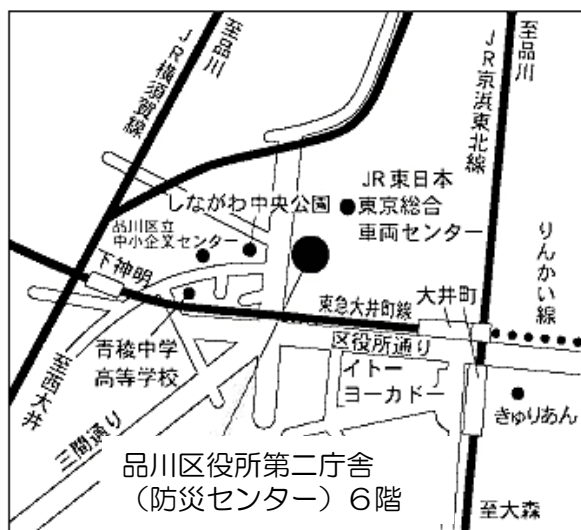 至品川
JR横須賀線
至品川
JR京浜東北線
JR東日本
東京総合
車両センター
しながわ中央公園
品川区立
中小企業センター
りんかい線
下神明
東急大井町線
大井町
区役所通り
イトー
ヨーカドー
きゅりあん
吾稜中学
高等学校
至西大井
三間通り
品川区役所第二庁舎
（防災センター）６階
至大森